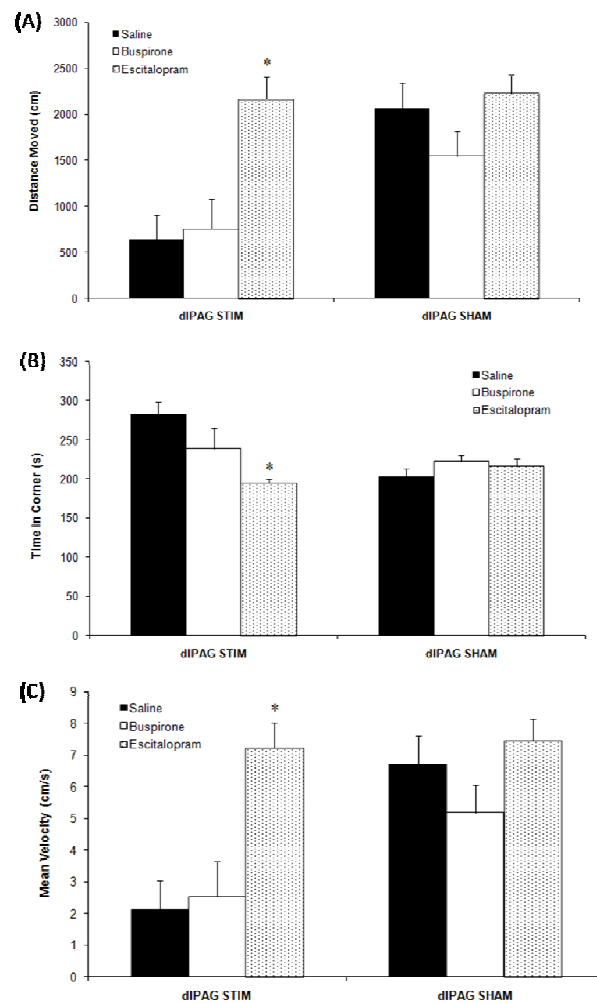 (A)
3000
2500
2000
1500
1000
500
0
Distance Moved (cm)
Saline
Buspirone
Escitalopram
*
dlPAG STIM
dlPAG SHAM
(B)
350
300
250
200
150
100
50
0
Time in Corner (s)
Saline
Buspirone
Escitalopram
*
dlPAG STIM
dlPAG SHAM
(C)
9
8
7
6
5
4
3
2
1
0
Mean Velocity (cm/s)
Saline
Buspirone
Escitalopram
*
dlPAG STIM
dlPAG SHAM